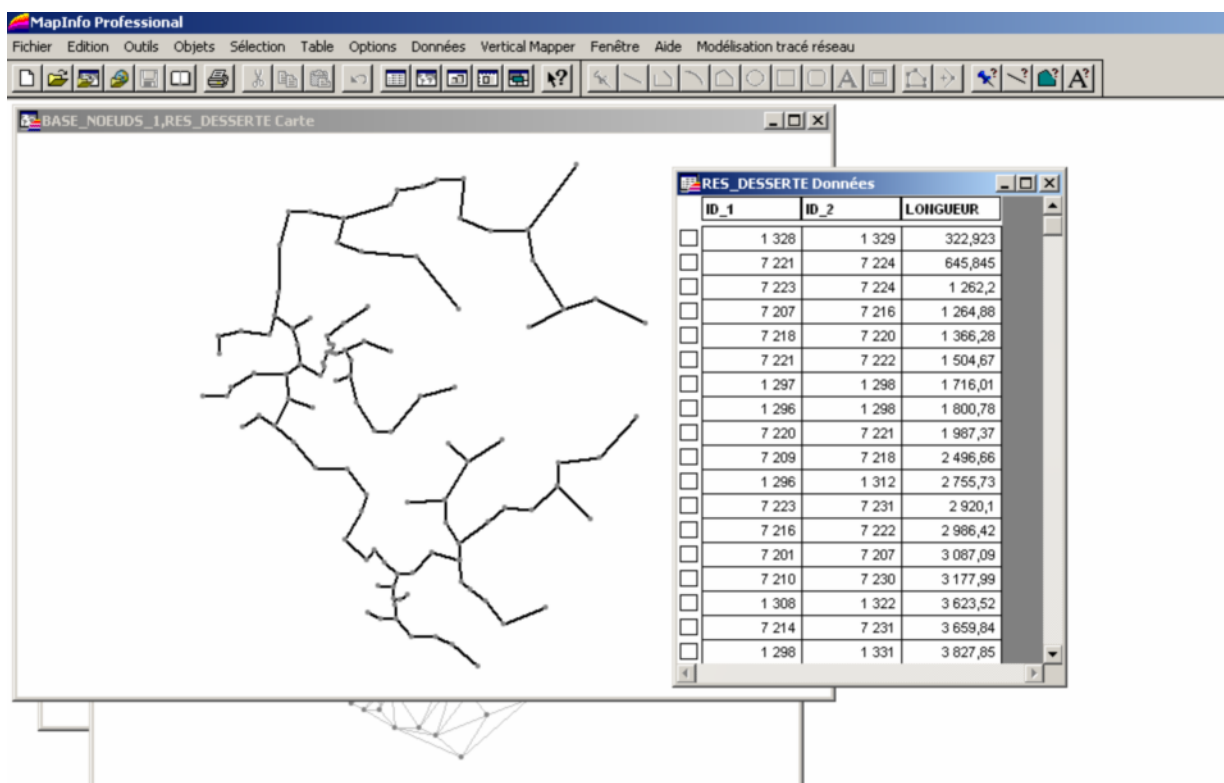 MapInfo Professional
Fichier Edition Outils Objets Sélection Table Options Données Vertical Mapper Fenêtre Aide Modélisation tracé réseau
BASE_NOEUDS_1,RES_DESSERTE Carte
RES_DESSERTE Données
ID_1 ID_2 LONGUEUR
1 328 1 329 322,923
7 221 7 224 645,845
7 223 7 224 1 262,2
7 207 7 216 1 264,88
7 218 7 220 1 366,28
7 221 7 222 1 504,67
1 297 1 298 1 716,01
1 296 1 298 1 800,78
7 220 7 221 1 987,37
7 209 7 218 2 496,66
1 296 1 312 2 755,73
7 223 7 231 2 920,1
7 216 7 222 2 986,42
7 201 7 207 3 087,09
7 210 7 230 3 177,99
1 308 1 322 3 623,52
7 214 7 231 3 659,84
1 298 1 331 3 827,85